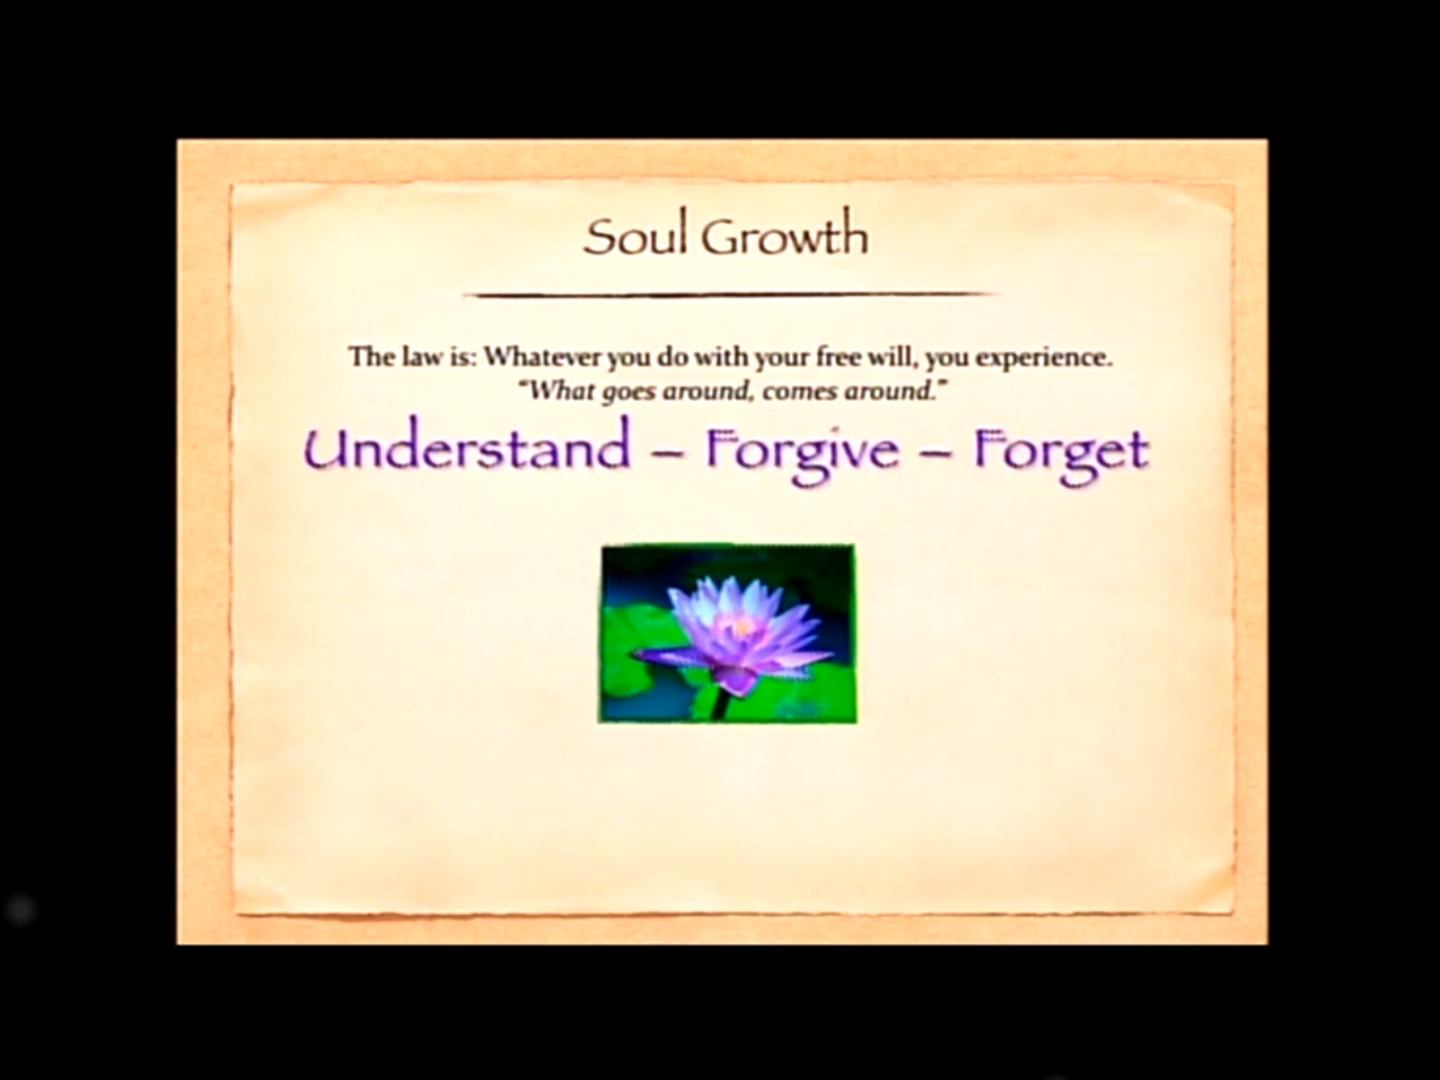 Soul Growth
The law is: Whatever you do with your free will, you experience.
“What goes around, comes around.”
Understand – Forgive – Forget